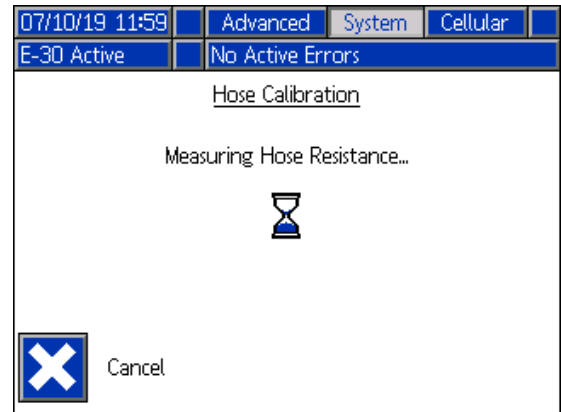 07/10/19 11:59 Advanced System Cellular
E-30 Active No Active Errors
Hose Calibration
Measuring Hose Resistance...
Cancel